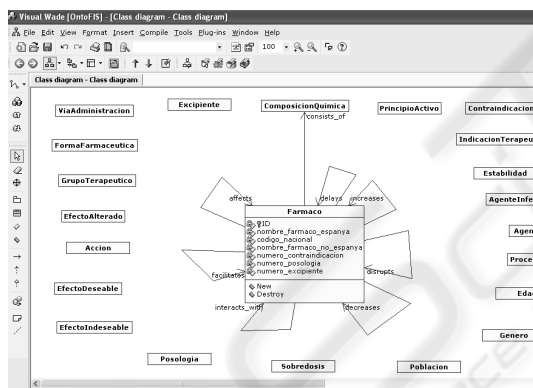 Visual Wade [OntoFIS] - [Class diagram - Class diagram]
File Edit View Format Insert Compile Tools Plug-ins Window Help
100
Class diagram - Class diagram
ViaAdministracion
Excipiente
ComposicionQuimica
PrincipioActivo
Contraindicacion
consists_of
FormaFarmaceutica
IndicacionTerapeu
GrupoTerapeutico
Estabilidad
affects
delays
increases
AgenteInfe
EfectoAlterado
Farmaco
ID
nombre_farmaco_espanya
codigo_nacional
nombre_farmaco_no_espanya
numero_contraindicacion
numero_posologia
numero_excipiente
New
Destroy
Agen
Accion
Proce
facilitates
disrupts
EfectoDeseable
Eda
interacts_with
decreases
EfectoIndeseable
Genero
Posologia
Sobredosis
Poblacion